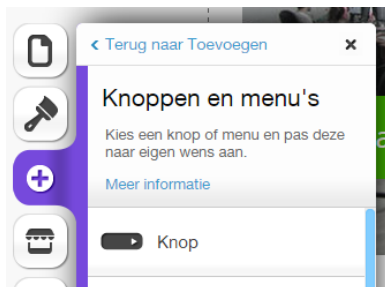 Terug naar Toevoegen
Knoppen en menu's
Kies een knop of menu en pas deze
naar eigen wens aan.
Meer informatie
Knop